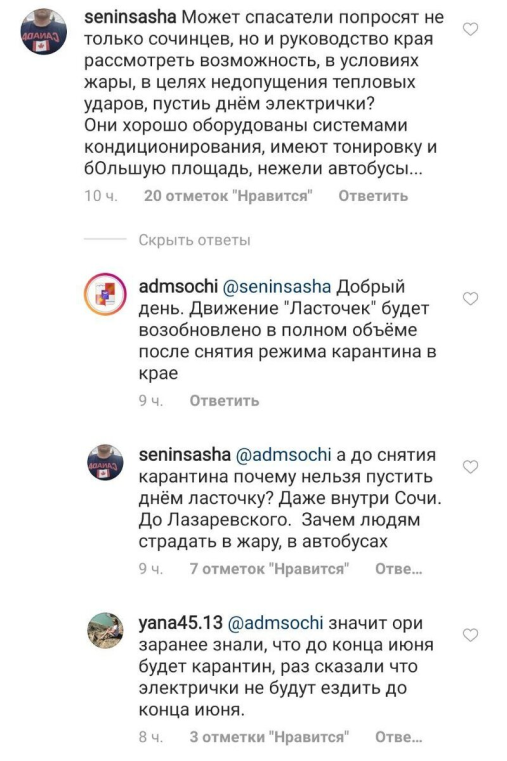 seninsasha Может спасатели попросят не
только сочинцев, но и руководство края
рассмотреть возможность, в условиях
жары, в целях недопущения тепловых
ударов, пустиь днём электрички?
Они хорошо оборудованы системами
кондиционирования, имеют тонировку и
бОльшую площадь, нежели автобусы...
10 ч. 20 отметок "Нравится" Ответить
Скрыть ответы
admsochi @seninsasha Добрый
день. Движение "Ласточек" будет
возобновлено в полном объёме
после снятия режима карантина в
крае
9 ч. Ответить
seninsasha @admsochi а до снятия
карантина почему нельзя пустить
днём ласточку? Даже внутри Сочи.
До Лазаревского. Зачем людям
страдать в жару, в автобусах
9 ч. 7 отметок "Нравится" Отве...
yana45.13 @admsochi значит ори
заранее знали, что до конца июня
будет карантин, раз сказали что
электрички не будут ездить до
конца июня.
8 ч. 3 отметки "Нравится" Отве...